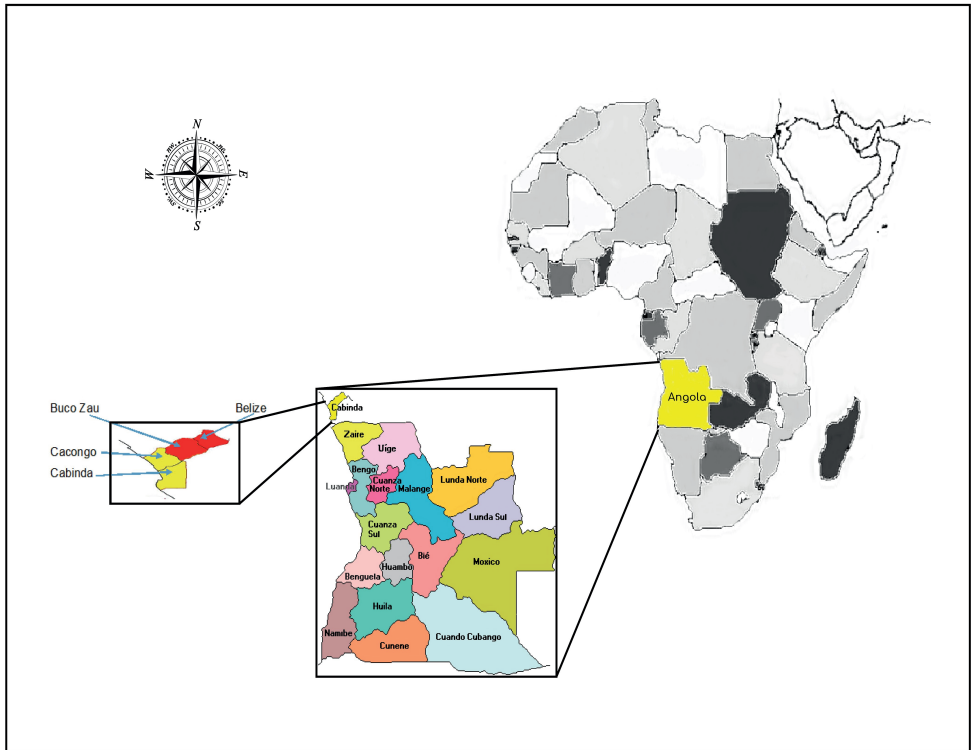 N
W
E
S
Angola
Buco Zau
Belize
Cacongo
Cabinda
Cabinda
Zaire
Uíge
Bengo
Luanda
Cuanza
Norte
Malange
Lunda Norte
Cuanza
Sul
Lunda Sul
Bié
Moxico
Huambo
Benguela
Huila
Namibe
Cunene
Cuando Cubango